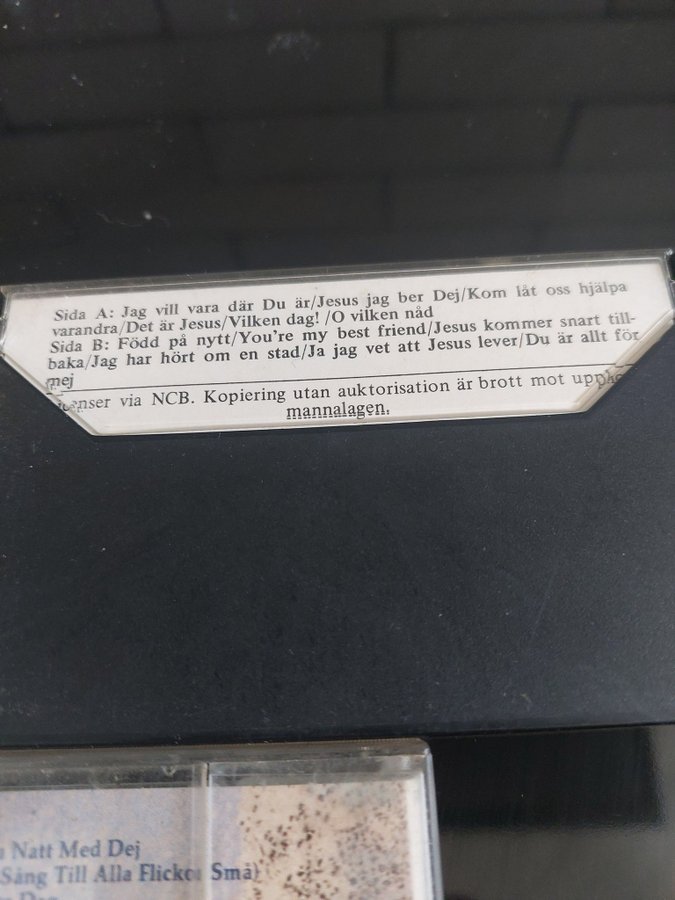 Sida A: Jag vill vara där Du är/Jesus jag ber Dej/Kom låt oss hjälpa
varandra/Det är Jesus/Vilken dag! /O vilken nåd
Sida B: Född på nytt/You're my best friend/Jesus kommer snart till-
baka/Jag har hört om en stad/Ja jag vet att Jesus lever/Du är allt för
mej
via NCB. Kopiering utan auktorisation är brott mot
mannalagen.
Natt Med Dej
Sång Till Alla Flickor Små)